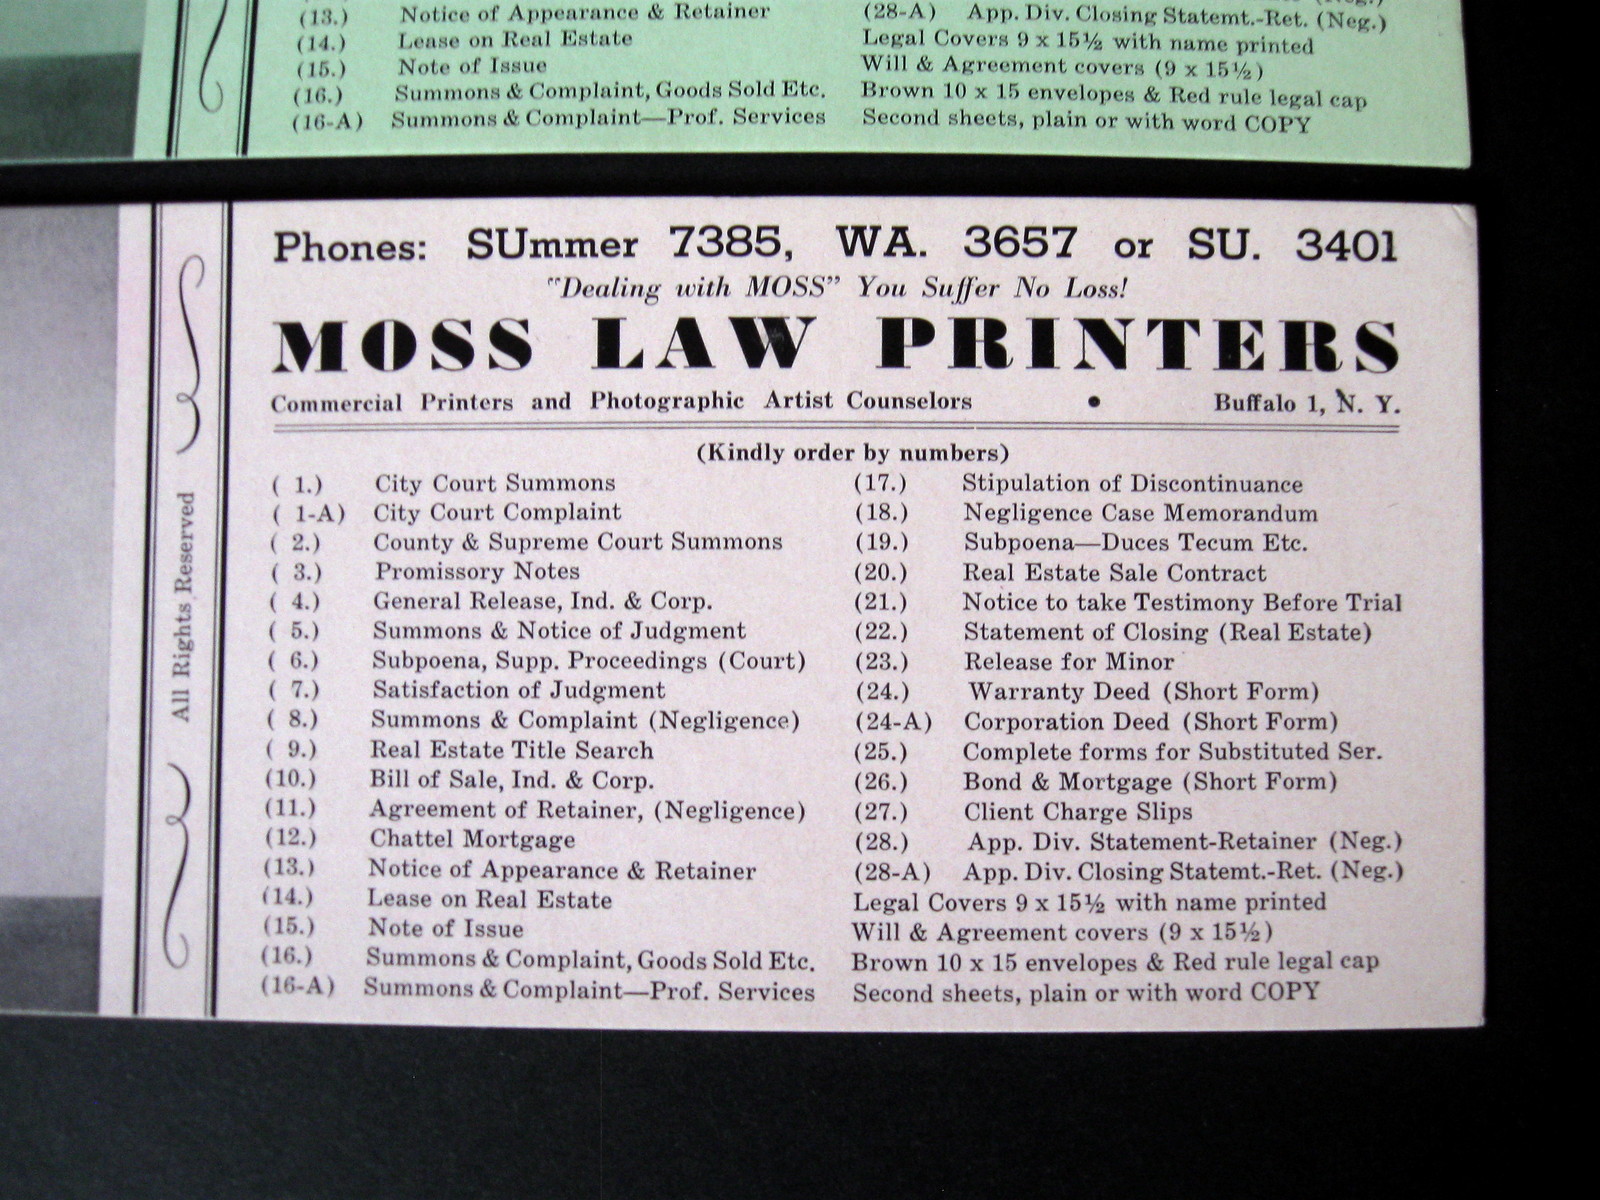 (13.) Notice of Appearance & Retainer
(14.) Lease on Real Estate
(15.) Note of Issue
(16.) Summons & Complaint, Goods Sold Etc.
(16-A) Summons & Complaint—Prof. Services
(28-A) App. Div. Closing Statemt.-Ret. (Neg.)
Legal Covers 9 x 15½ with name printed
Will & Agreement covers (9 x 15½)
Brown 10 x 15 envelopes & Red rule legal cap
Second sheets, plain or with word COPY
All Rights Reserved
Phones: SUmmer 7385, WA. 3657 or SU. 3401
"Dealing with MOSS" You Suffer No Loss!
MOSS LAW PRINTERS
Commercial Printers and Photographic Artist Counselors • Buffalo 1, N. Y.
(Kindly order by numbers)
( 1.) City Court Summons
( 1-A) City Court Complaint
( 2.) County & Supreme Court Summons
( 3.) Promissory Notes
( 4.) General Release, Ind. & Corp.
( 5.) Summons & Notice of Judgment
( 6.) Subpoena, Supp. Proceedings (Court)
( 7.) Satisfaction of Judgment
( 8.) Summons & Complaint (Negligence)
( 9.) Real Estate Title Search
(10.) Bill of Sale, Ind. & Corp.
(11.) Agreement of Retainer, (Negligence)
(12.) Chattel Mortgage
(13.) Notice of Appearance & Retainer
(14.) Lease on Real Estate
(15.) Note of Issue
(16.) Summons & Complaint, Goods Sold Etc.
(16-A) Summons & Complaint—Prof. Services
(17.) Stipulation of Discontinuance
(18.) Negligence Case Memorandum
(19.) Subpoena—Duces Tecum Etc.
(20.) Real Estate Sale Contract
(21.) Notice to take Testimony Before Trial
(22.) Statement of Closing (Real Estate)
(23.) Release for Minor
(24.) Warranty Deed (Short Form)
(24-A) Corporation Deed (Short Form)
(25.) Complete forms for Substituted Ser.
(26.) Bond & Mortgage (Short Form)
(27.) Client Charge Slips
(28.) App. Div. Statement-Retainer (Neg.)
(28-A) App. Div. Closing Statemt.-Ret. (Neg.)
Legal Covers 9 x 15½ with name printed
Will & Agreement covers (9 x 15½)
Brown 10 x 15 envelopes & Red rule legal cap
Second sheets, plain or with word COPY